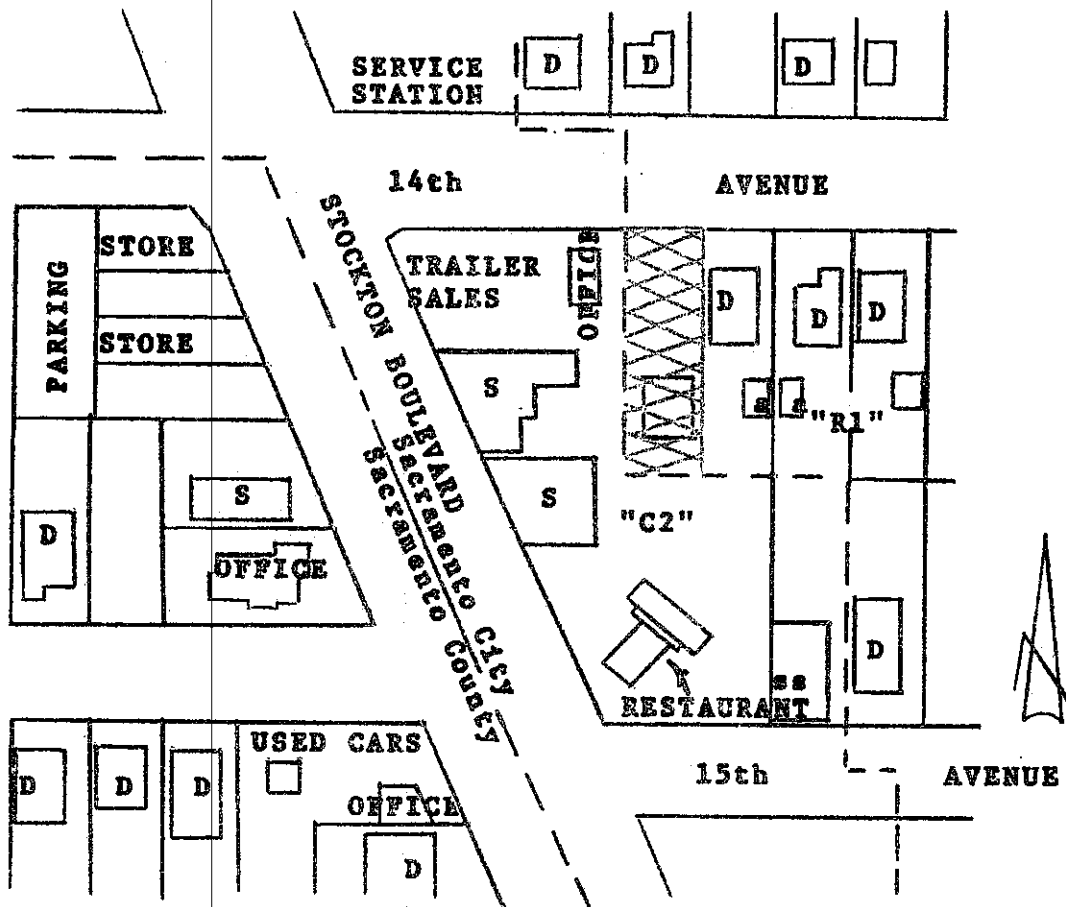 SERVICE
STATION
D
D
D
14th AVENUE
STOCKTON BOULEVARD
Sacramento City
Sacramento County
STORE
STORE
PARKING
TRAILER
SALES
OFFICE
D
D
D
S
a
a
"R1"
S
S
"C2"
D
OFFICE
D
RESTAURANT
USED CARS
15th AVENUE
D
D
D
OFFICE
D